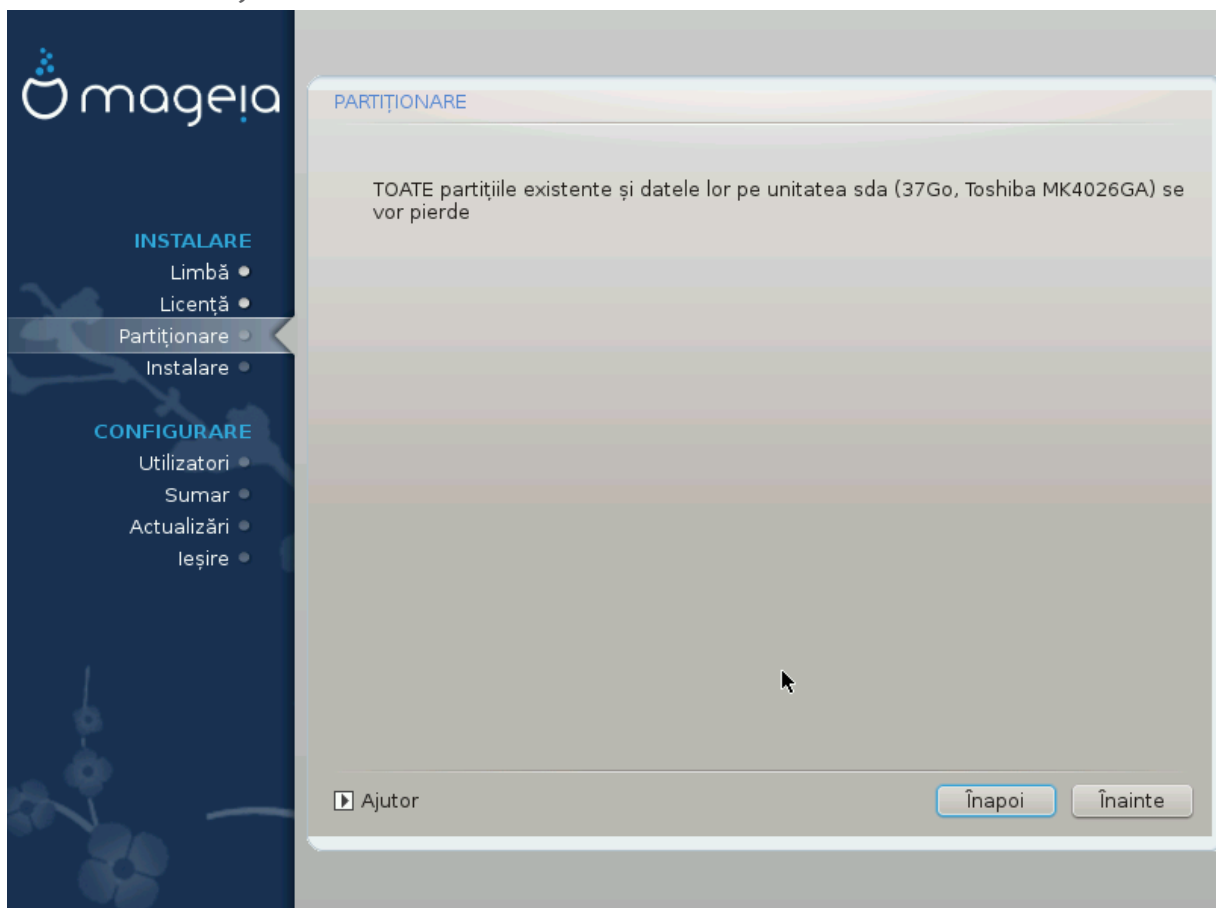 mageia
PARTIȚIONARE
TOATE partițiile existente și datele lor pe unitatea sda (37Go, Toshiba MK4026GA) se
vor pierde
INSTALARE
Limbă
Licență
Partiționare
Instalare
CONFIGURARE
Utilizatori
Sumar
Actualizări
Ieșire
Ajutor
Înapoi
Înainte